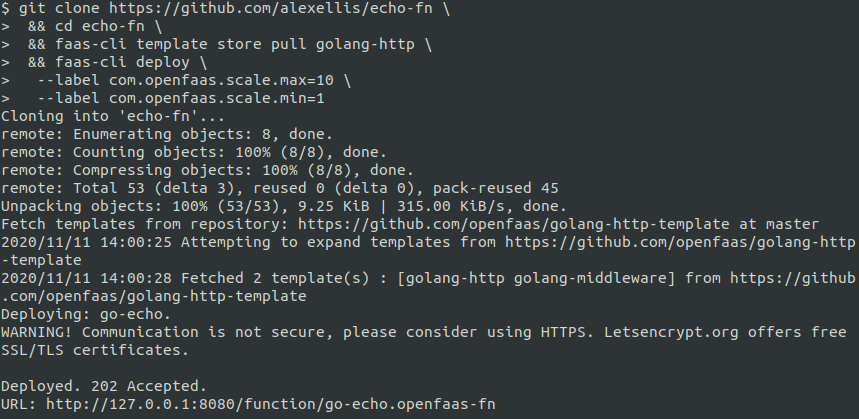 $ git clone https://github.com/alexellis/echo-fn \
>  && cd echo-fn \
>  && faas-cli template store pull golang-http \
>  && faas-cli deploy \
>   --label com.openfaas.scale.max=10 \
>   --label com.openfaas.scale.min=1
Cloning into 'echo-fn'...
remote: Enumerating objects: 8, done.
remote: Counting objects: 100% (8/8), done.
remote: Compressing objects: 100% (8/8), done.
remote: Total 53 (delta 3), reused 0 (delta 0), pack-reused 45
Unpacking objects: 100% (53/53), 9.25 KiB | 315.00 KiB/s, done.
Fetch templates from repository: https://github.com/openfaas/golang-http-template at master
2020/11/11 14:00:25 Attempting to expand templates from https://github.com/openfaas/golang-http
-template
2020/11/11 14:00:28 Fetched 2 template(s) : [golang-http golang-middleware] from https://github
.com/openfaas/golang-http-template
Deploying: go-echo.
WARNING! Communication is not secure, please consider using HTTPS. Letsencrypt.org offers free
SSL/TLS certificates.

Deployed. 202 Accepted.
URL: http://127.0.0.1:8080/function/go-echo.openfaas-fn